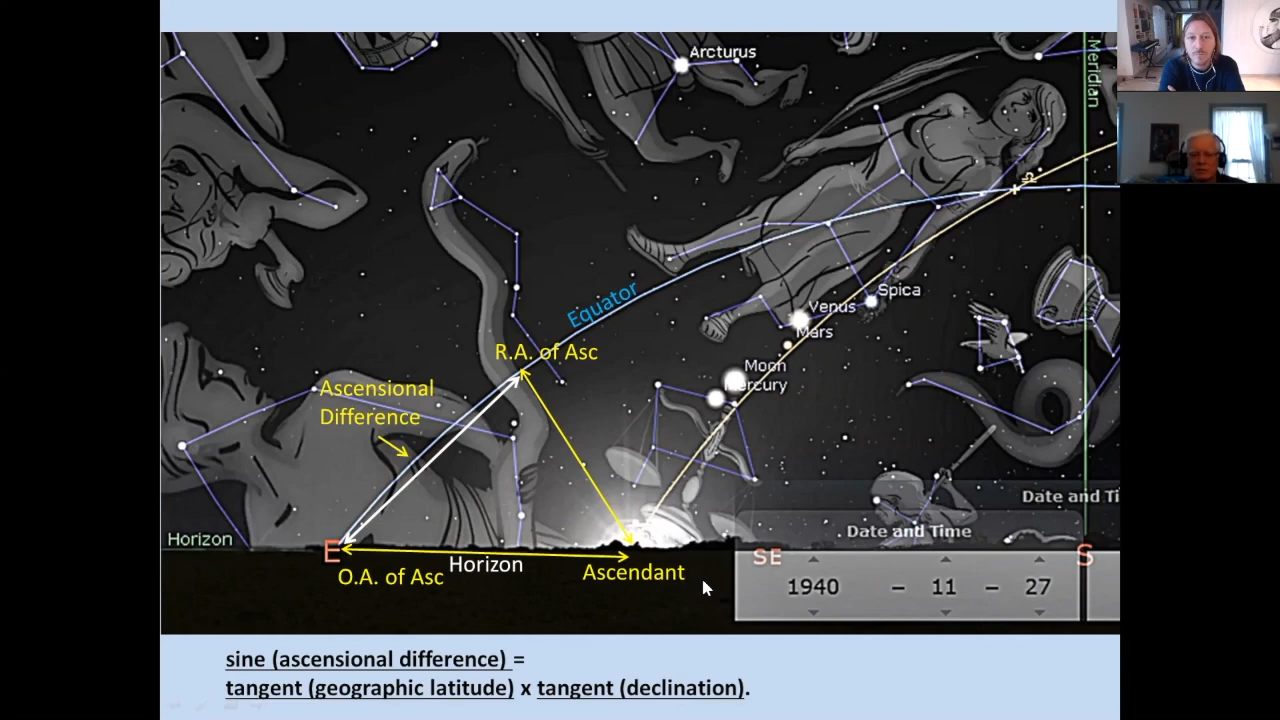 Arcturus
Meridian
Spica
Venus
Mars
Equator
R.A. of Asc
Moon
Mercury
Ascensional
Difference
Date and Ti
. Date and Time
Horizon
E
Horizon
SE
S
O.A. of Asc
Ascendant
1940 - 11 - 27
sine (ascensional difference) =
tangent (geographic latitude) x tangent (declination).